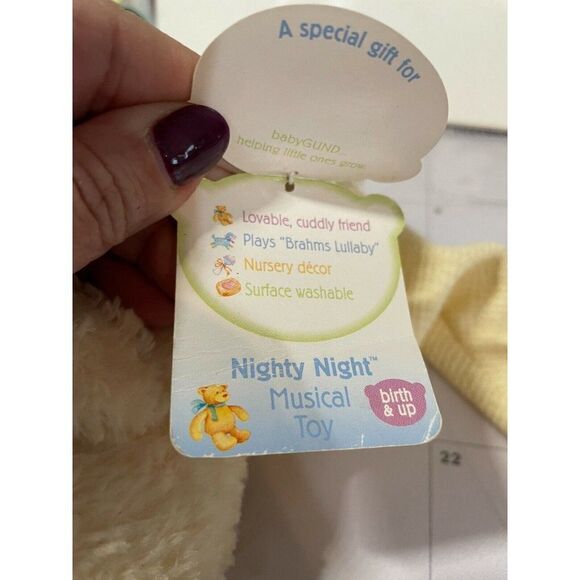 A special gift for
babyGUND...
helping little ones grow
Lovable, cuddly friend
Plays "Brahms Lullaby"
Nursery décor
Surface washable
Nighty Night™
Musical
Toy
birth
& up
22